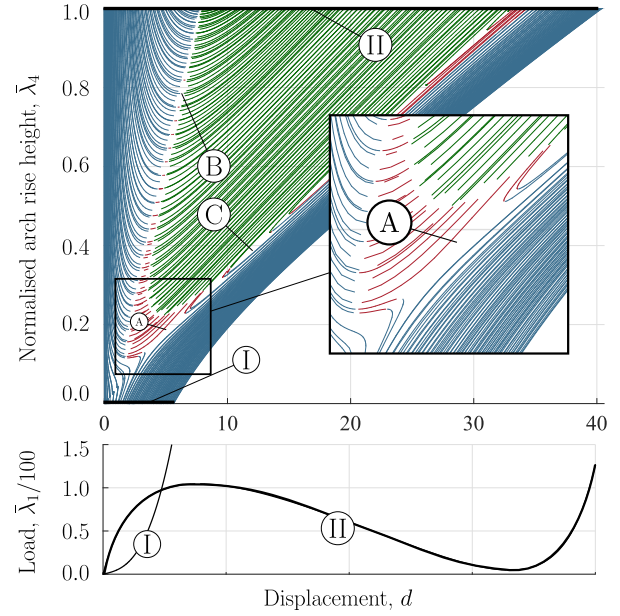 Normalised arch rise height, λ̄₄
1.0
0.8
0.6
0.4
0.2
0.0
II
B
C
A
A
I
0 10 20 30 40
Load, λ̄₁/100
1.5
1.0
0.5
0.0
I
II
Displacement, d